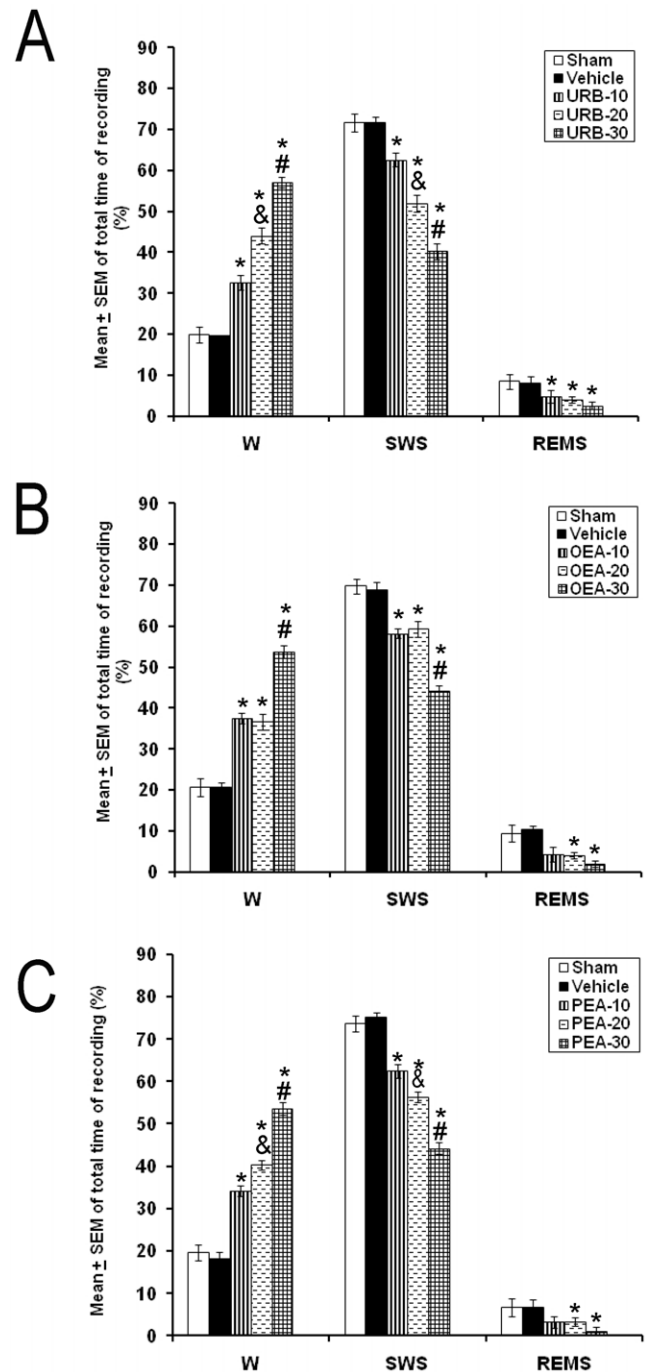 A
Mean ± SEM of total time of recording
(%)
90
80
70
60
50
40
30
20
10
0
Sham
Vehicle
URB-10
URB-20
URB-30
*
*
&
*
#
*
*
&
*
#
*
*
*
W SWS REMS
B
Mean ± SEM of total time of recording
(%)
90
80
70
60
50
40
30
20
10
0
Sham
Vehicle
OEA-10
OEA-20
OEA-30
*
*
*
#
*
*
*
#
*
*
W SWS REMS
C
Mean ± SEM of total time of recording (%)
90
80
70
60
50
40
30
20
10
0
Sham
Vehicle
PEA-10
PEA-20
PEA-30
*
*
&
*
#
*
*
&
*
#
*
*
W SWS REMS